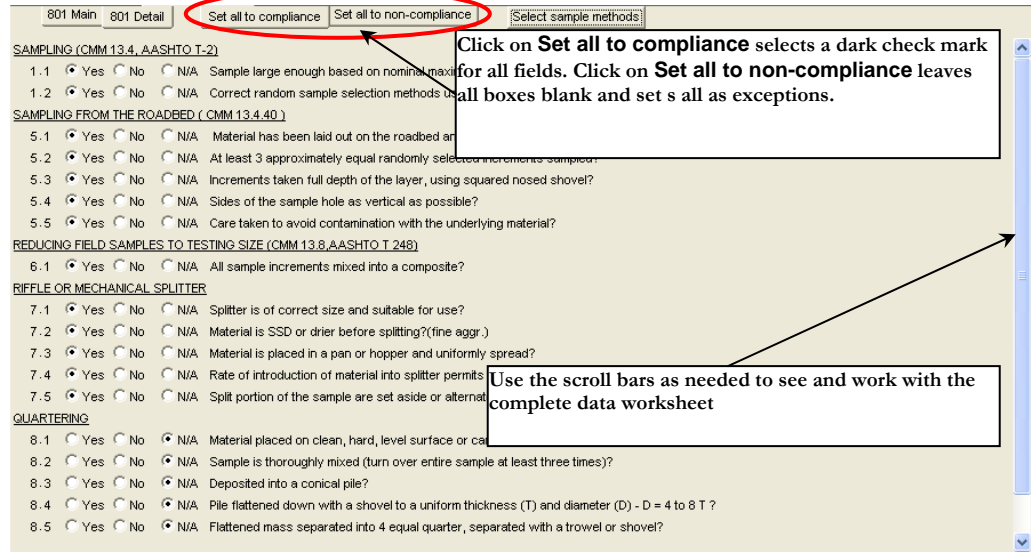 801 Main 801 Detail Set all to compliance Set all to non-compliance Select sample methods
SAMPLING (CMM 13.4, AASHTO T-2)
1.1 Yes No N/A Sample large enough based on nominal maxi
1.2 Yes No N/A Correct random sample selection methods us
Click on Set all to compliance selects a dark check mark
for all fields. Click on Set all to non-compliance leaves
all boxes blank and set s all as exceptions.
SAMPLING FROM THE ROADBED ( CMM 13.4.40 )
5.1 Yes No N/A Material has been laid out on the roadbed an
5.2 Yes No N/A At least 3 approximately equal randomly selected increments sampled?
5.3 Yes No N/A Increments taken full depth of the layer, using squared nosed shovel?
5.4 Yes No N/A Sides of the sample hole as vertical as possible?
5.5 Yes No N/A Care taken to avoid contamination with the underlying material?
REDUCING FIELD SAMPLES TO TESTING SIZE (CMM 13.8,AASHTO T 248)
6.1 Yes No N/A All sample increments mixed into a composite?
RIFFLE OR MECHANICAL SPLITTER
7.1 Yes No N/A Splitter is of correct size and suitable for use?
7.2 Yes No N/A Material is SSD or drier before splitting?(fine aggr.)
7.3 Yes No N/A Material is placed in a pan or hopper and uniformly spread?
7.4 Yes No N/A Rate of introduction of material into splitter permits
7.5 Yes No N/A Split portion of the sample are set aside or alternat
Use the scroll bars as needed to see and work with the
complete data worksheet
QUARTERING
8.1 Yes No N/A Material placed on clean, hard, level surface or ca
8.2 Yes No N/A Sample is thoroughly mixed (turn over entire sample at least three times)?
8.3 Yes No N/A Deposited into a conical pile?
8.4 Yes No N/A Pile flattened down with a shovel to a uniform thickness (T) and diameter (D) - D = 4 to 8 T ?
8.5 Yes No N/A Flattened mass separated into 4 equal quarter, separated with a trowel or shovel?